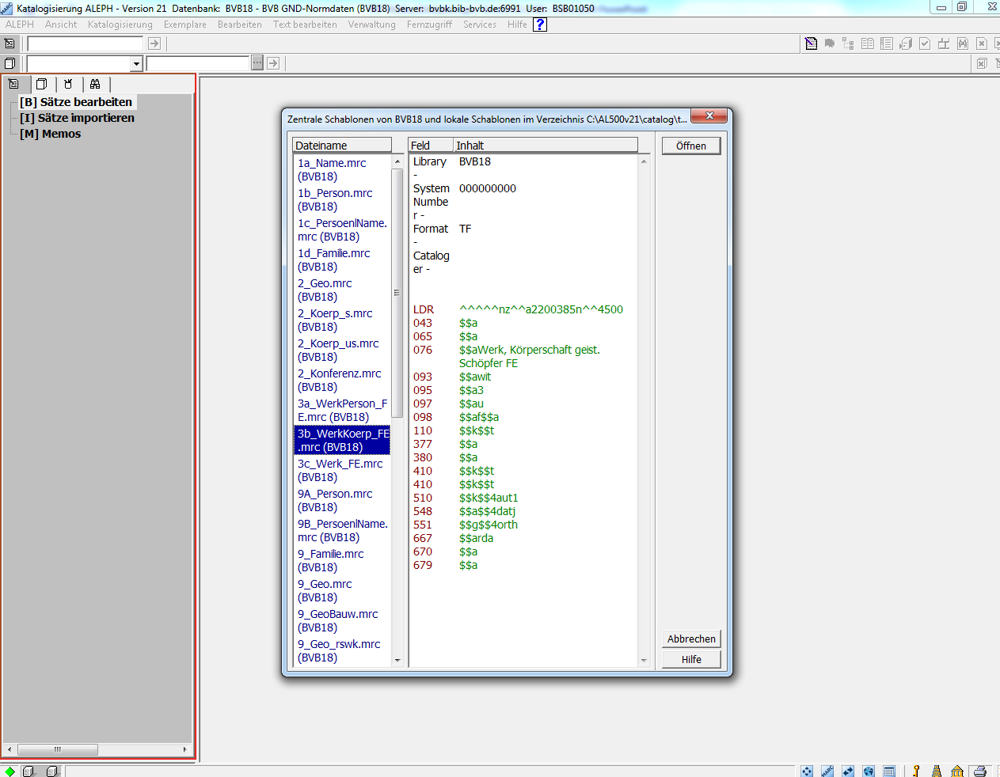 Katalogisierung ALEPH - Version 21  Datenbank:  BVB18 - BVB GND-Normdaten (BVB18)  Server:  bvbk.bib-bvb.de:6991  User:  BSB01050
ALEPH  Ansicht  Katalogisierung  Exemplare  Bearbeiten  Text bearbeiten  Verwaltung  Fernzugriff  Services  Hilfe  ?
[B] Sätze bearbeiten
[I] Sätze importieren
[M] Memos
Zentrale Schablonen von BVB18 und lokale Schablonen im Verzeichnis C:\AL500v21\catalog\t...
Dateiname
1a_Name.mrc
(BVB18)
1b_Person.mrc
(BVB18)
1c_PersoenlName.
mrc (BVB18)
1d_Familie.mrc
(BVB18)
2_Geo.mrc
(BVB18)
2_Koerp_s.mrc
(BVB18)
2_Koerp_us.mrc
(BVB18)
2_Konferenz.mrc
(BVB18)
3a_WerkPerson_F
E.mrc (BVB18)
3b_WerkKoerp_FE
.mrc (BVB18)
3c_Werk_FE.mrc
(BVB18)
9A_Person.mrc
(BVB18)
9B_PersoenlName.
mrc (BVB18)
9_Familie.mrc
(BVB18)
9_Geo.mrc
(BVB18)
9_GeoBauw.mrc
(BVB18)
9_Geo_rswk.mrc
(BVB18)
Feld  Inhalt
Library  BVB18
-
System  000000000
Numbe
r -
Format  TF
-
Catalog
er -
LDR  ^^^^^nz^^a2200385n^^4500
043  $$a
065  $$a
076  $$aWerk, Körperschaft geist.
Schöpfer FE
093  $$awit
095  $$a3
097  $$au
098  $$af$$a
110  $$k$$t
377  $$a
380  $$a
410  $$k$$t
410  $$k$$t
510  $$k$$4aut1
548  $$a$$4datj
551  $$g$$4orth
667  $$arda
670  $$a
679  $$a
Öffnen
Abbrechen
Hilfe